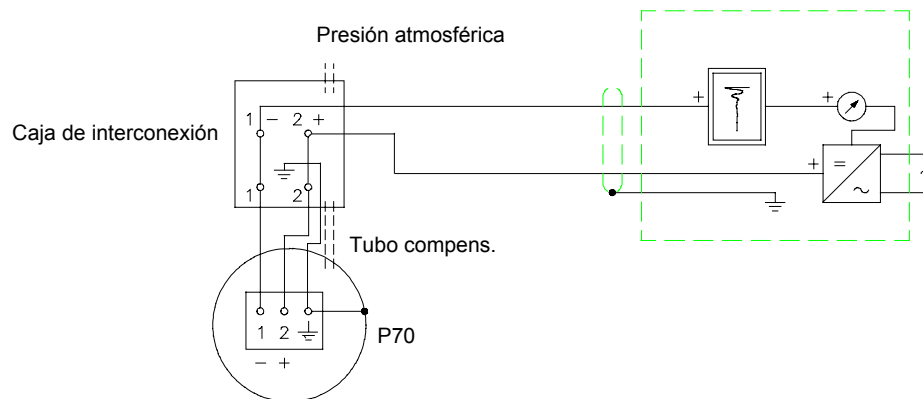 Presión atmosférica
Caja de interconexión
1 - 2 +
1 2
+ +
+ = ~
~
Tubo compens.
1 2
- +
P70